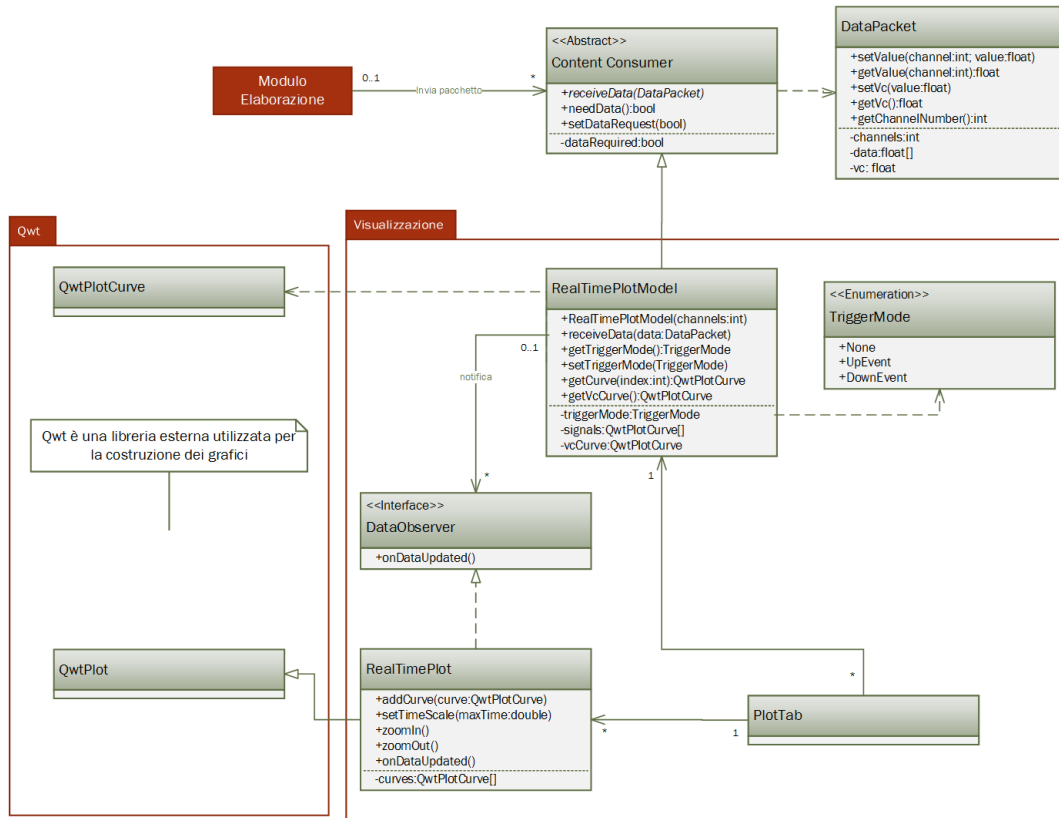 DataPacket
+setValue(channel:int; value:float)
+getValue(channel:int):float
+setVc(value:float)
+getVc():float
+getChannelNumber():int
-channels:int
-data:float[]
-vc: float
<<Abstract>>
Content Consumer
+receiveData(DataPacket)
+needData():bool
+setDataRequest(bool)
-dataRequired:bool
Modulo
Elaborazione
0..1
*
Invia pacchetto
Qwt
Visualizzazione
QwtPlotCurve
RealTimePlotModel
+RealTimePlotModel(channels:int)
+receiveData(data:DataPacket)
+getTriggerMode():TriggerMode
+setTriggerMode(TriggerMode)
+getCurve(index:int):QwtPlotCurve
+getVcCurve():QwtPlotCurve
-triggerMode:TriggerMode
-signals:QwtPlotCurve[]
-vcCurve:QwtPlotCurve
<<Enumeration>>
TriggerMode
+None
+UpEvent
+DownEvent
0..1
notifica
*
Qwt è una libreria esterna utilizzata per
la costruzione dei grafici
1
<<Interface>>
DataObserver
+onDataUpdated()
QwtPlot
RealTimePlot
+addCurve(curve:QwtPlotCurve)
+setTimeScale(maxTime:double)
+zoomIn()
+zoomOut()
+onDataUpdated()
-curves:QwtPlotCurve[]
*
PlotTab
*
1